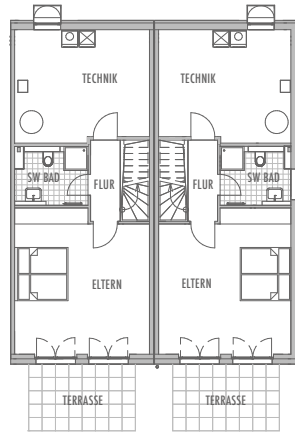 TECHNIK
TECHNIK
SW BAD
FLUR
FLUR
SW BAD
ELTERN
ELTERN
TERRASSE
TERRASSE